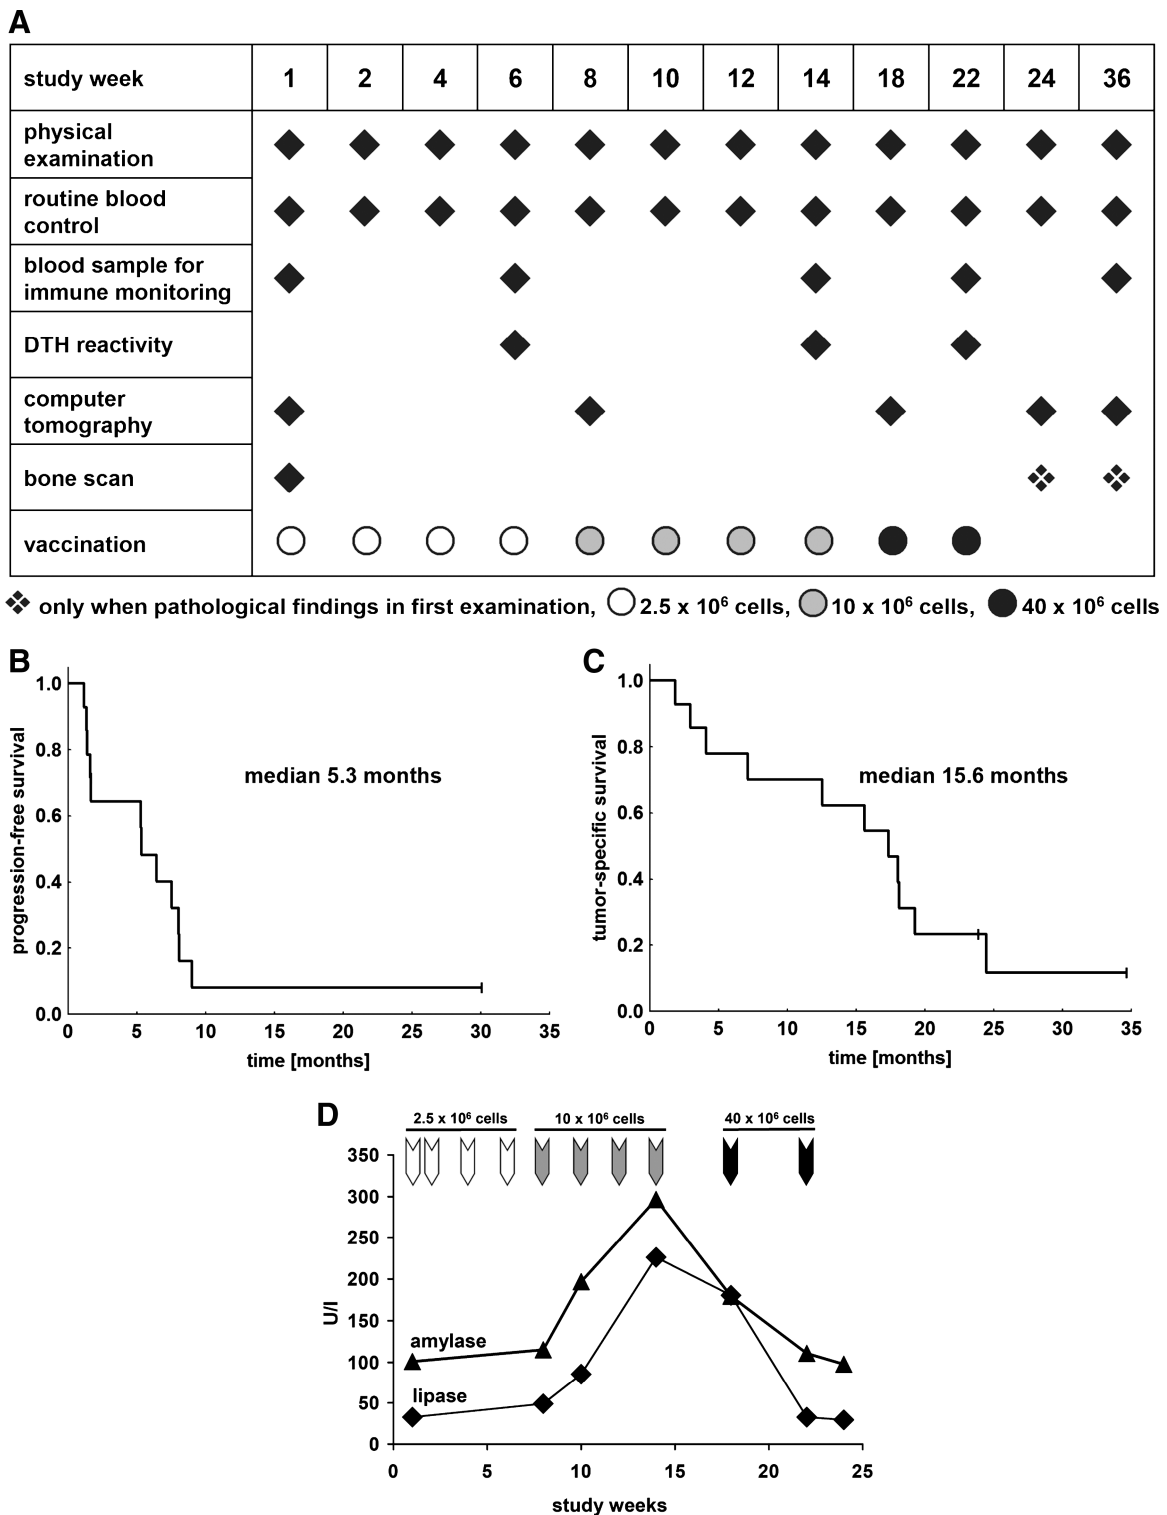 A
study week 1 2 4 6 8 10 12 14 18 22 24 36
physical
examination
routine blood
control
blood sample for
immune monitoring
DTH reactivity
computer
tomography
bone scan
vaccination
only when pathological findings in first examination, 2.5 x 10⁶ cells, 10 x 10⁶ cells, 40 x 10⁶ cells
B
progression-free survival
1.0
0.8
0.6
0.4
0.2
0.0
median 5.3 months
0 5 10 15 20 25 30 35
time [months]
C
tumor-specific survival
1.0
0.8
0.6
0.4
0.2
0.0
median 15.6 months
0 5 10 15 20 25 30 35
time [months]
D
2.5 x 10⁶ cells 10 x 10⁶ cells 40 x 10⁶ cells
U/l
350
300
250
200
150
100
50
0
amylase
lipase
0 5 10 15 20 25
study weeks